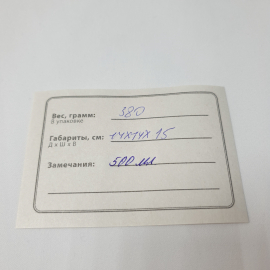 Вес, грамм: 380
В упаковке
Габариты, см: 14х14х15
Д х Ш х В
Замечания: 500 мл